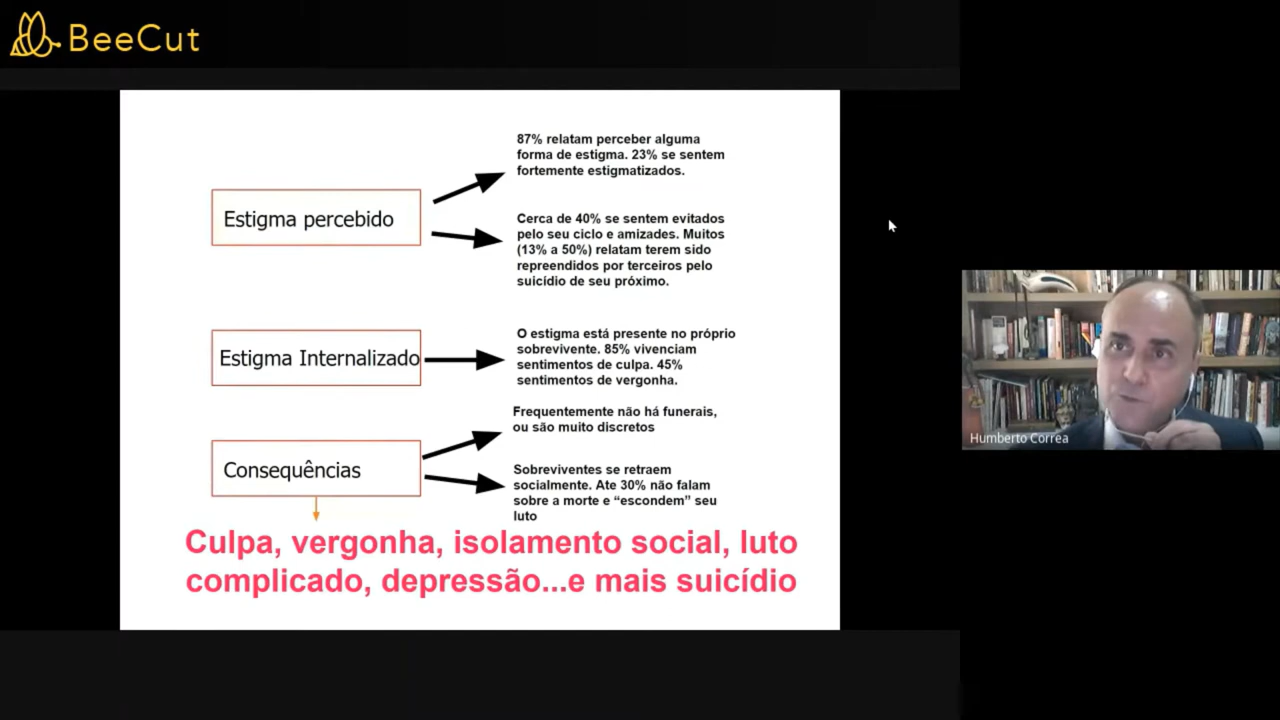 BeeCut
87% relatam perceber alguma
forma de estigma. 23% se sentem
fortemente estigmatizados.
Estigma percebido
Cerca de 40% se sentem evitados
pelo seu ciclo e amizades. Muitos
(13% a 50%) relatam terem sido
repreendidos por terceiros pelo
suicídio de seu próximo.
Estigma Internalizado
O estigma está presente no próprio
sobrevivente. 85% vivenciam
sentimentos de culpa. 45%
sentimentos de vergonha.
Consequências
Frequentemente não há funerais,
ou são muito discretos
Sobreviventes se retraem
socialmente. Ate 30% não falam
sobre a morte e “escondem” seu
luto
Culpa, vergonha, isolamento social, luto
complicado, depressão...e mais suicídio
Humberto Correa